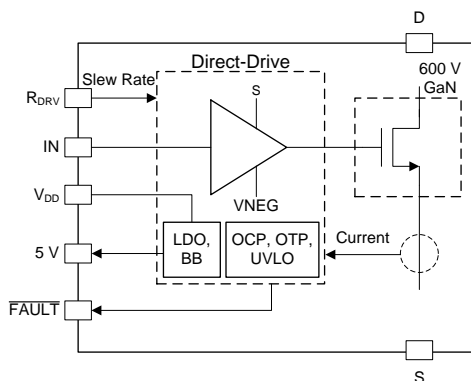 D
Direct-Drive
600 V
GaN
Slew Rate
RDRV
S
IN
VDD
VNEG
LDO,
BB
OCP, OTP,
UVLO
Current
5 V
FAULT
S